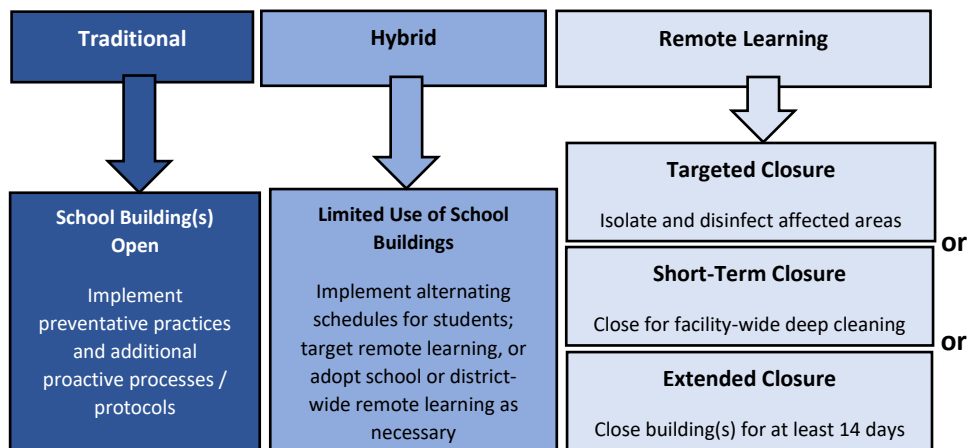 Traditional
School Building(s)
Open
Implement
preventative practices
and additional
proactive processes /
protocols
Hybrid
Limited Use of School
Buildings
Implement alternating
schedules for students;
target remote learning, or
adopt school or district-
wide remote learning as
necessary
Remote Learning
Targeted Closure
Isolate and disinfect affected areas
or
Short-Term Closure
Close for facility-wide deep cleaning
or
Extended Closure
Close building(s) for at least 14 days